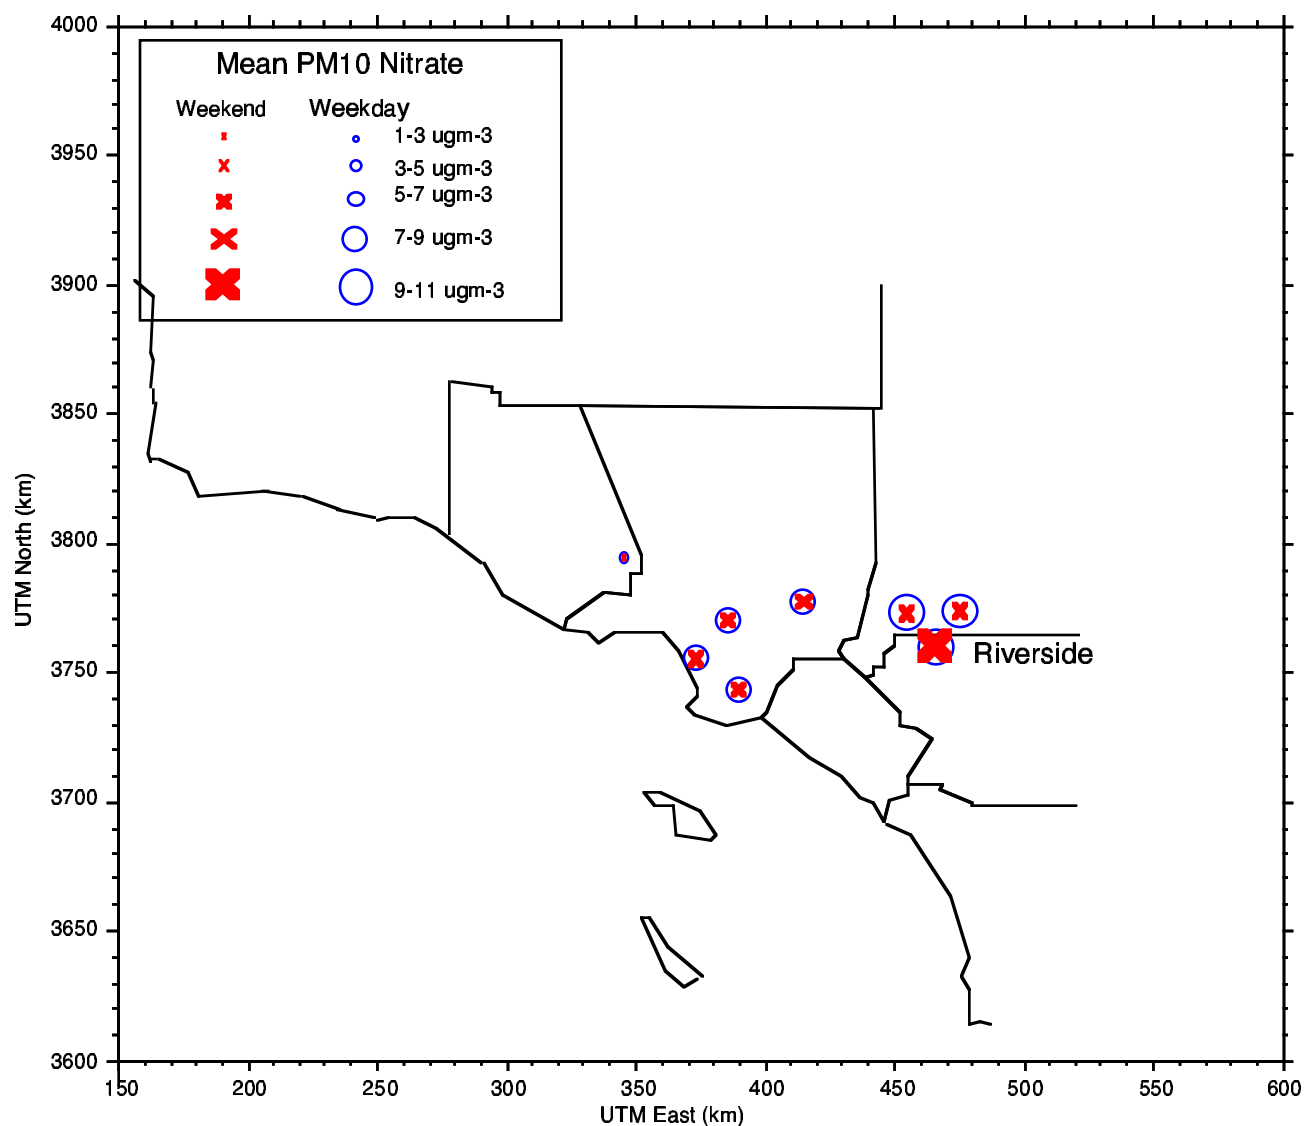 Mean PM10 Nitrate
Weekend Weekday
1-3 ugm-3
3-5 ugm-3
5-7 ugm-3
7-9 ugm-3
9-11 ugm-3
4000
3950
3900
3850
3800
3750
3700
3650
3600
UTM North (km)
Riverside
150 200 250 300 350 400 450 500 550 600
UTM East (km)